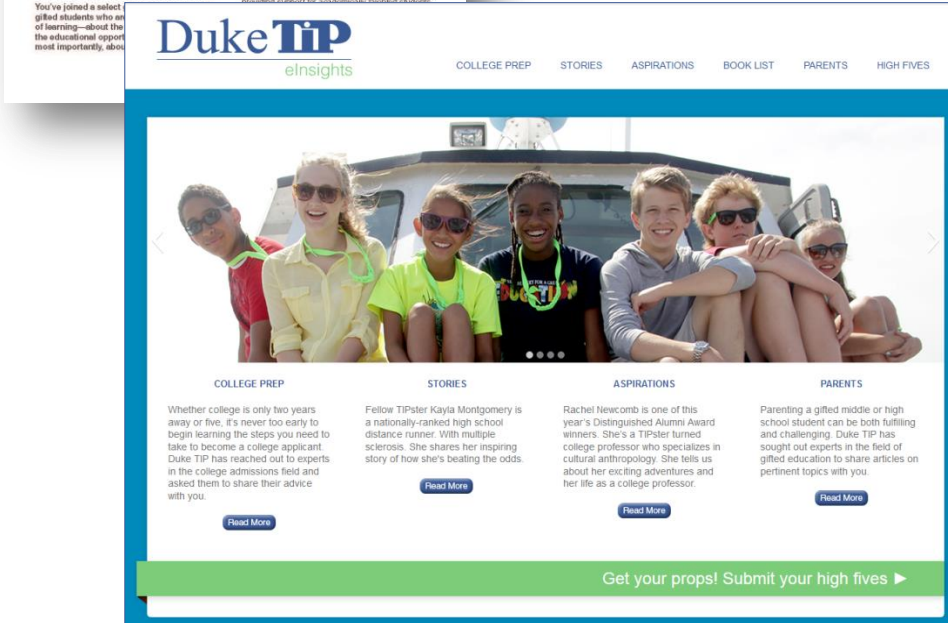 You've joined a select
gifted students who are
of learning—about the
the educational opport
most importantly, abou
Duke TiP
eInsights
COLLEGE PREP STORIES ASPIRATIONS BOOK LIST PARENTS HIGH FIVES
COLLEGE PREP
Whether college is only two years
away or five, it's never too early to
begin learning the steps you need to
take to become a college applicant.
Duke TIP has reached out to experts
in the college admissions field and
asked them to share their advice
with you.
Read More
STORIES
Fellow TIPster Kayla Montgomery is
a nationally-ranked high school
distance runner. With multiple
sclerosis. She shares her inspiring
story of how she's beating the odds.
Read More
ASPIRATIONS
Rachel Newcomb is one of this
year's Distinguished Alumni Award
winners. She's a TIPster turned
college professor who specializes in
cultural anthropology. She tells us
about her exciting adventures and
her life as a college professor.
Read More
PARENTS
Parenting a gifted middle or high
school student can be both fulfilling
and challenging. Duke TIP has
sought out experts in the field of
gifted education to share articles on
pertinent topics with you.
Read More
Get your props! Submit your high fives ►